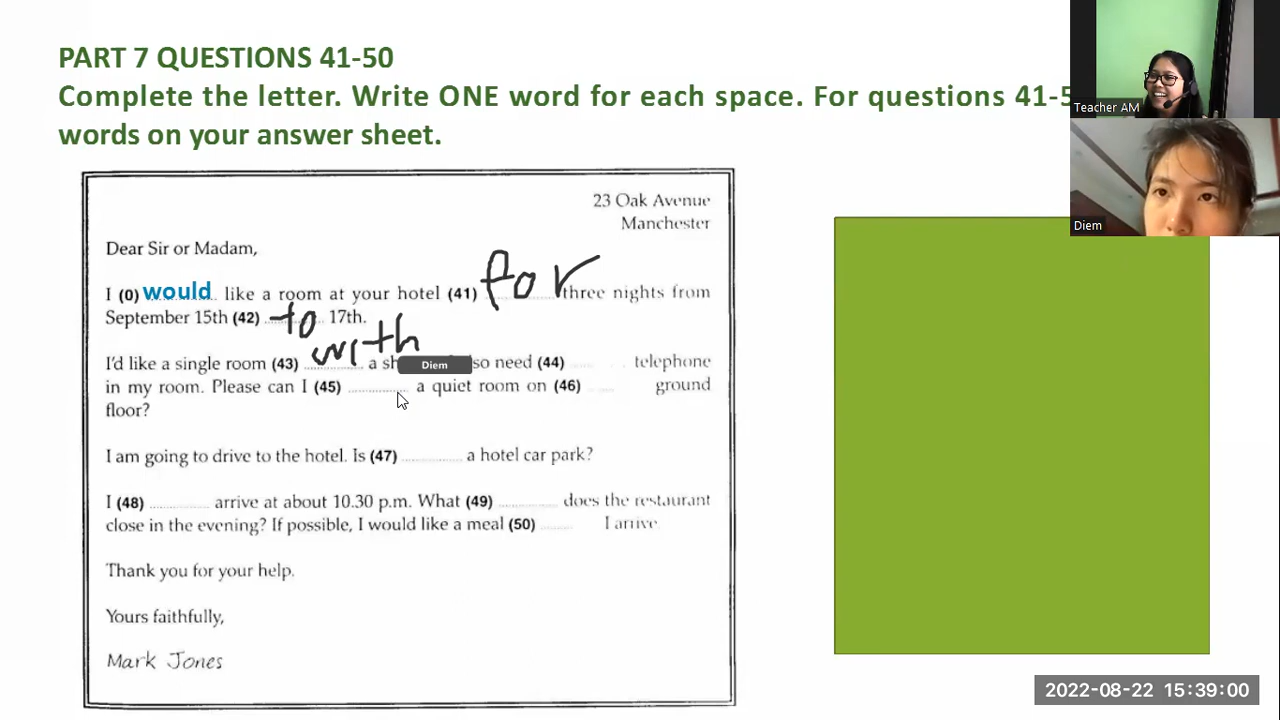 PART 7 QUESTIONS 41-50
Complete the letter. Write ONE word for each space. For questions 41-5
words on your answer sheet.
Teacher AM
Diem
23 Oak Avenue
Manchester
Dear Sir or Madam,
I (0) would like a room at your hotel (41) for three nights from
September 15th (42) to 17th.
I'd like a single room (43) with a sh Diem so need (44) ........ telephone
in my room. Please can I (45) ............ a quiet room on (46) ........ ground
floor?
I am going to drive to the hotel. Is (47) ............ a hotel car park?
I (48) ............ arrive at about 10.30 p.m. What (49) ............ does the restaurant
close in the evening? If possible, I would like a meal (50) ........ I arrive.
Thank you for your help.
Yours faithfully,
Mark Jones
2022-08-22 15:39:00